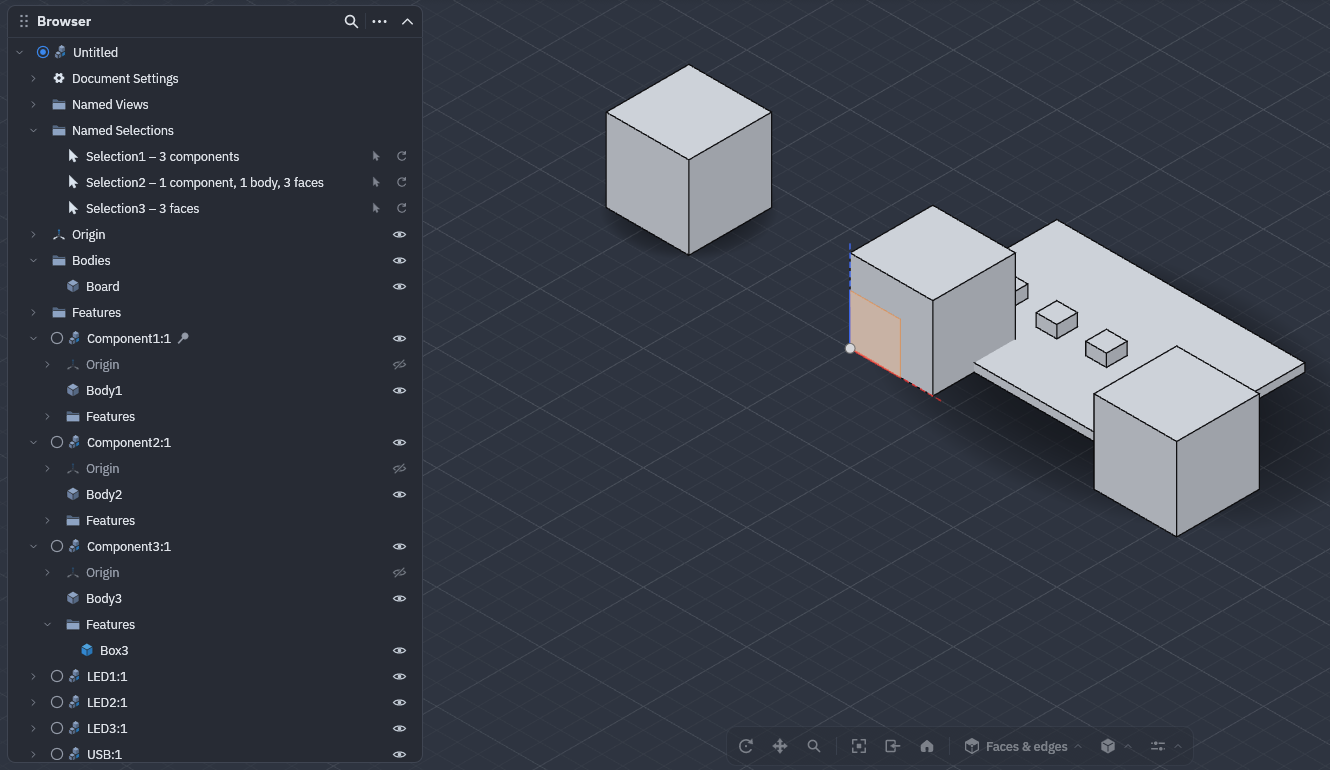 Browser
Untitled
Document Settings
Named Views
Named Selections
Selection1 – 3 components
Selection2 – 1 component, 1 body, 3 faces
Selection3 – 3 faces
Origin
Bodies
Board
Features
Component1:1
Origin
Body1
Features
Component2:1
Origin
Body2
Features
Component3:1
Origin
Body3
Features
Box3
LED1:1
LED2:1
LED3:1
USB:1
Faces & edges